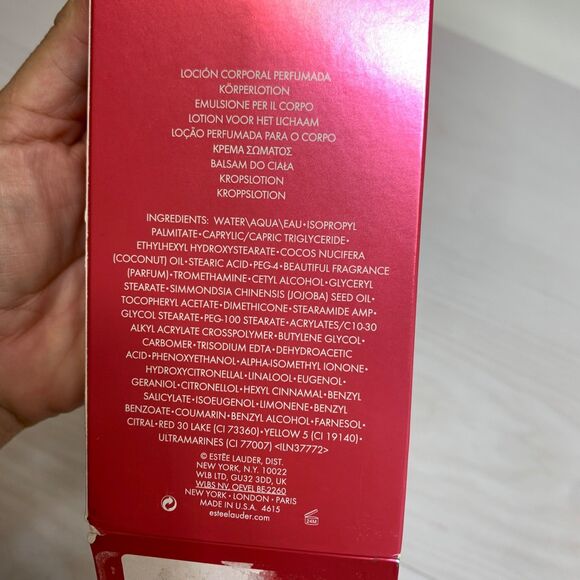 LOCIÓN CORPORAL PERFUMADA
KÖRPERLOTION
EMULSIONE PER IL CORPO
LOTION VOOR HET LICHAAM
LOÇÃO PERFUMADA PARA O CORPO
ΚΡΕΜΑ ΣΩΜΑΤΟΣ
BALSAM DO CIAŁA
KROPSLOTION
KROPPSLOTION
INGREDIENTS: WATER\AQUA\EAU•ISOPROPYL
PALMITATE•CAPRYLIC/CAPRIC TRIGLYCERIDE•
ETHYLHEXYL HYDROXYSTEARATE•COCOS NUCIFERA
(COCONUT) OIL•STEARIC ACID•PEG-4•BEAUTIFUL FRAGRANCE
(PARFUM)•TROMETHAMINE•CETYL ALCOHOL•GLYCERYL
STEARATE•SIMMONDSIA CHINENSIS (JOJOBA) SEED OIL•
TOCOPHERYL ACETATE•DIMETHICONE•STEARAMIDE AMP•
GLYCOL STEARATE•PEG-100 STEARATE•ACRYLATES/C10-30
ALKYL ACRYLATE CROSSPOLYMER•BUTYLENE GLYCOL•
CARBOMER•TRISODIUM EDTA•DEHYDROACETIC
ACID•PHENOXYETHANOL•ALPHA-ISOMETHYL IONONE•
HYDROXYCITRONELLAL•LINALOOL•EUGENOL•
GERANIOL•CITRONELLOL•HEXYL CINNAMAL•BENZYL
SALICYLATE•ISOEUGENOL•LIMONENE•BENZYL
BENZOATE•COUMARIN•BENZYL ALCOHOL•FARNESOL•
CITRAL•RED 30 LAKE (CI 73360)•YELLOW 5 (CI 19140)•
ULTRAMARINES (CI 77007) <ILN37772>
© ESTÉE LAUDER, DIST.
NEW YORK, N.Y. 10022
WLB LTD, GU32 3DD, UK
WLBS NV. OEVEL BE-2260
NEW YORK • LONDON • PARIS
MADE IN U.S.A. 4615
esteelauder.com
24M